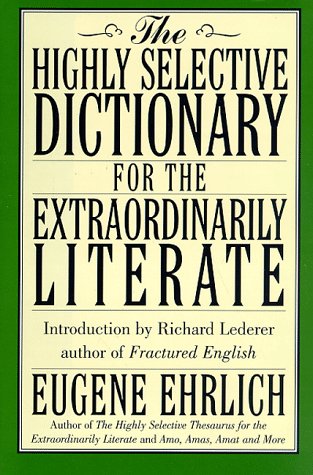 The
HIGHLY SELECTIVE
DICTIONARY
FOR THE
EXTRAORDINARILY
LITERATE
Introduction by Richard Lederer
author of Fractured English
EUGENE EHRLICH
Author of The Highly Selective Thesaurus for the
Extraordinarily Literate and Amo, Amas, Amat and More